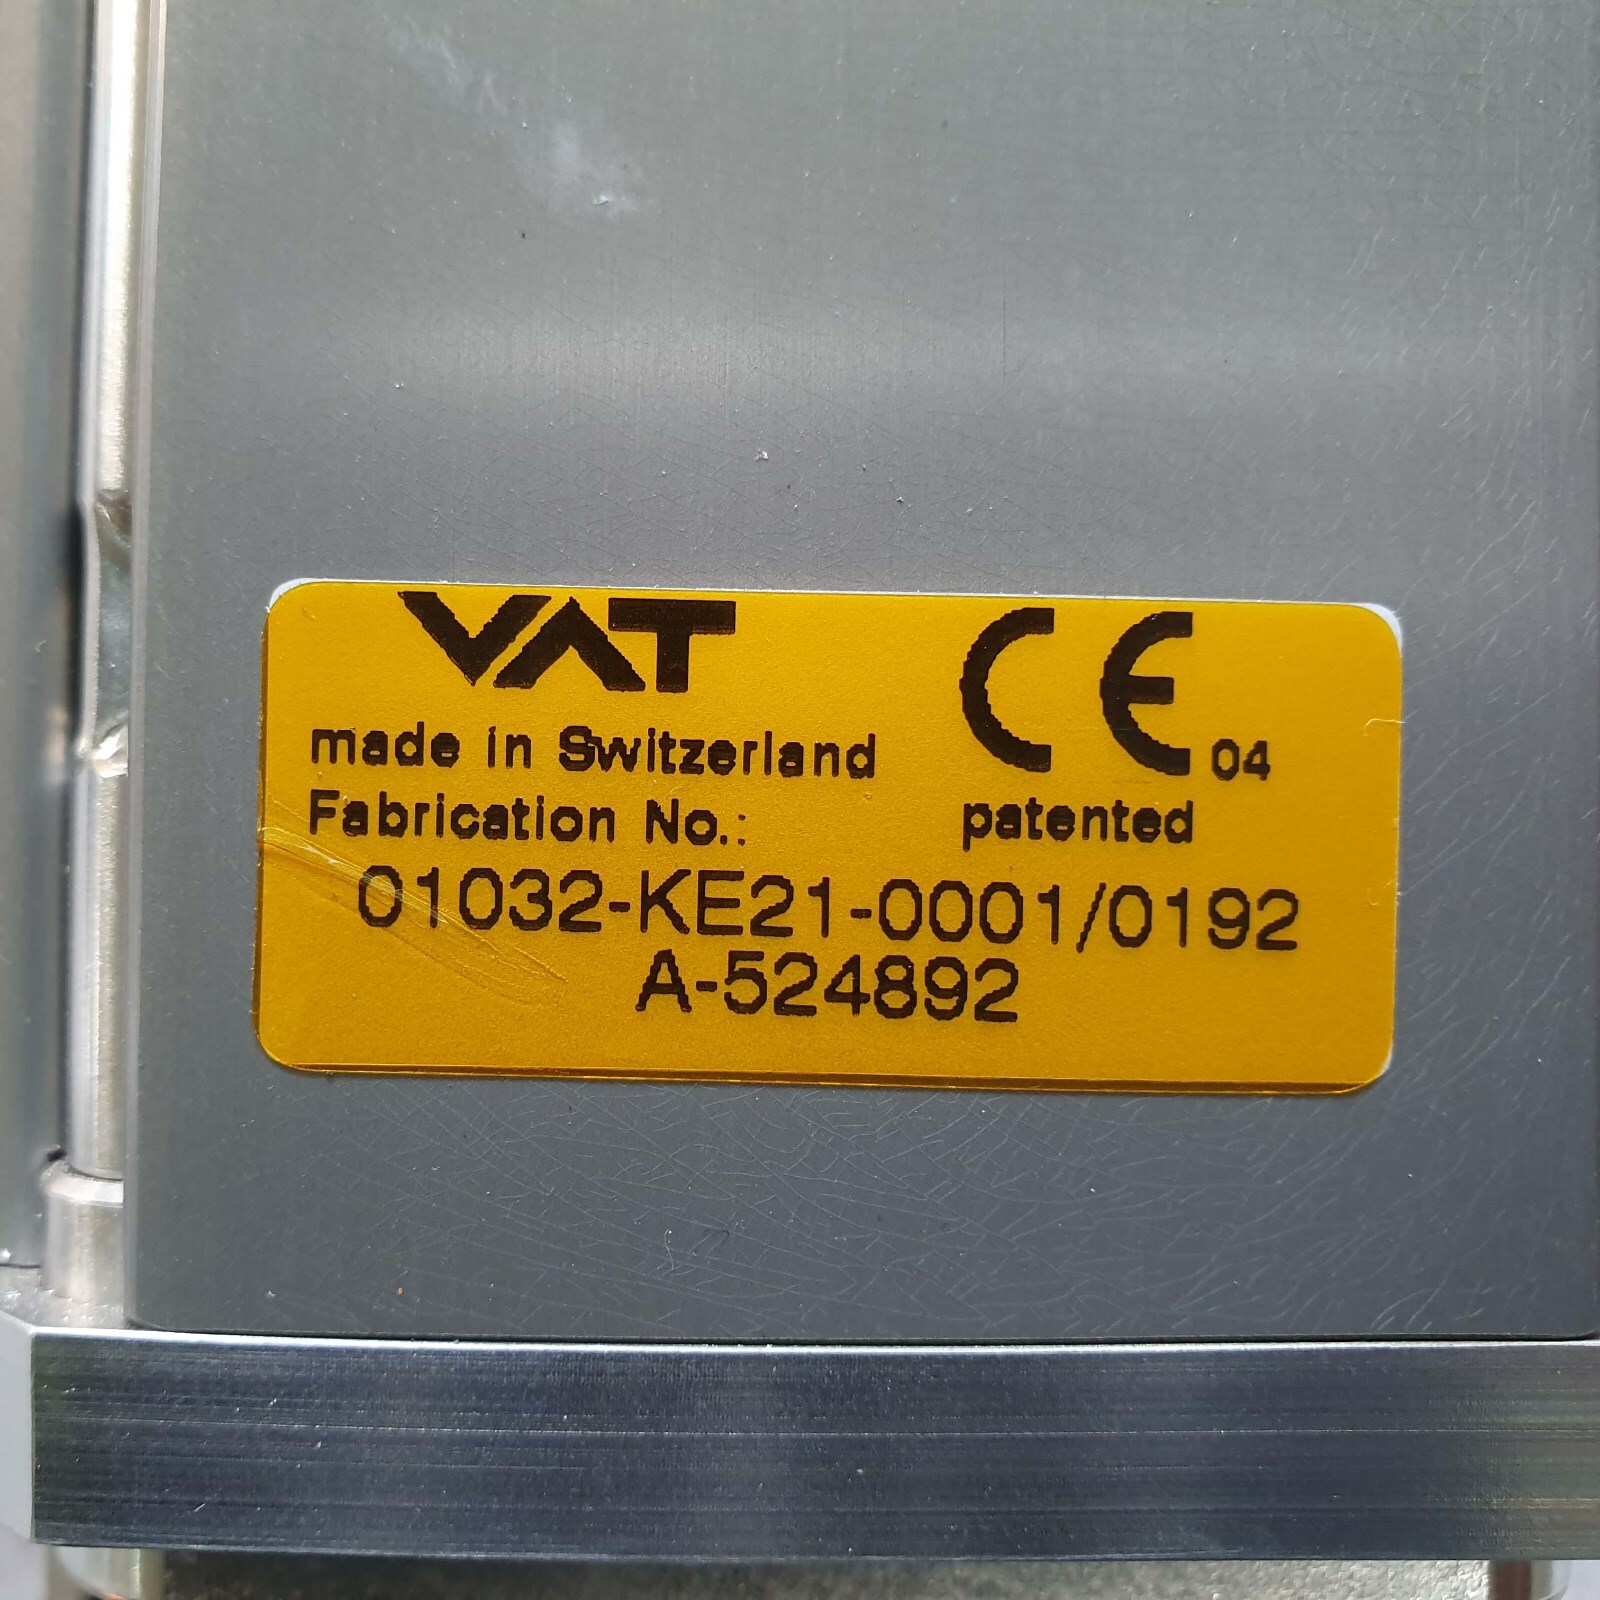 VAT CE 04
made in Switzerland
Fabrication No.: patented
01032-KE21-0001/0192
A-524892